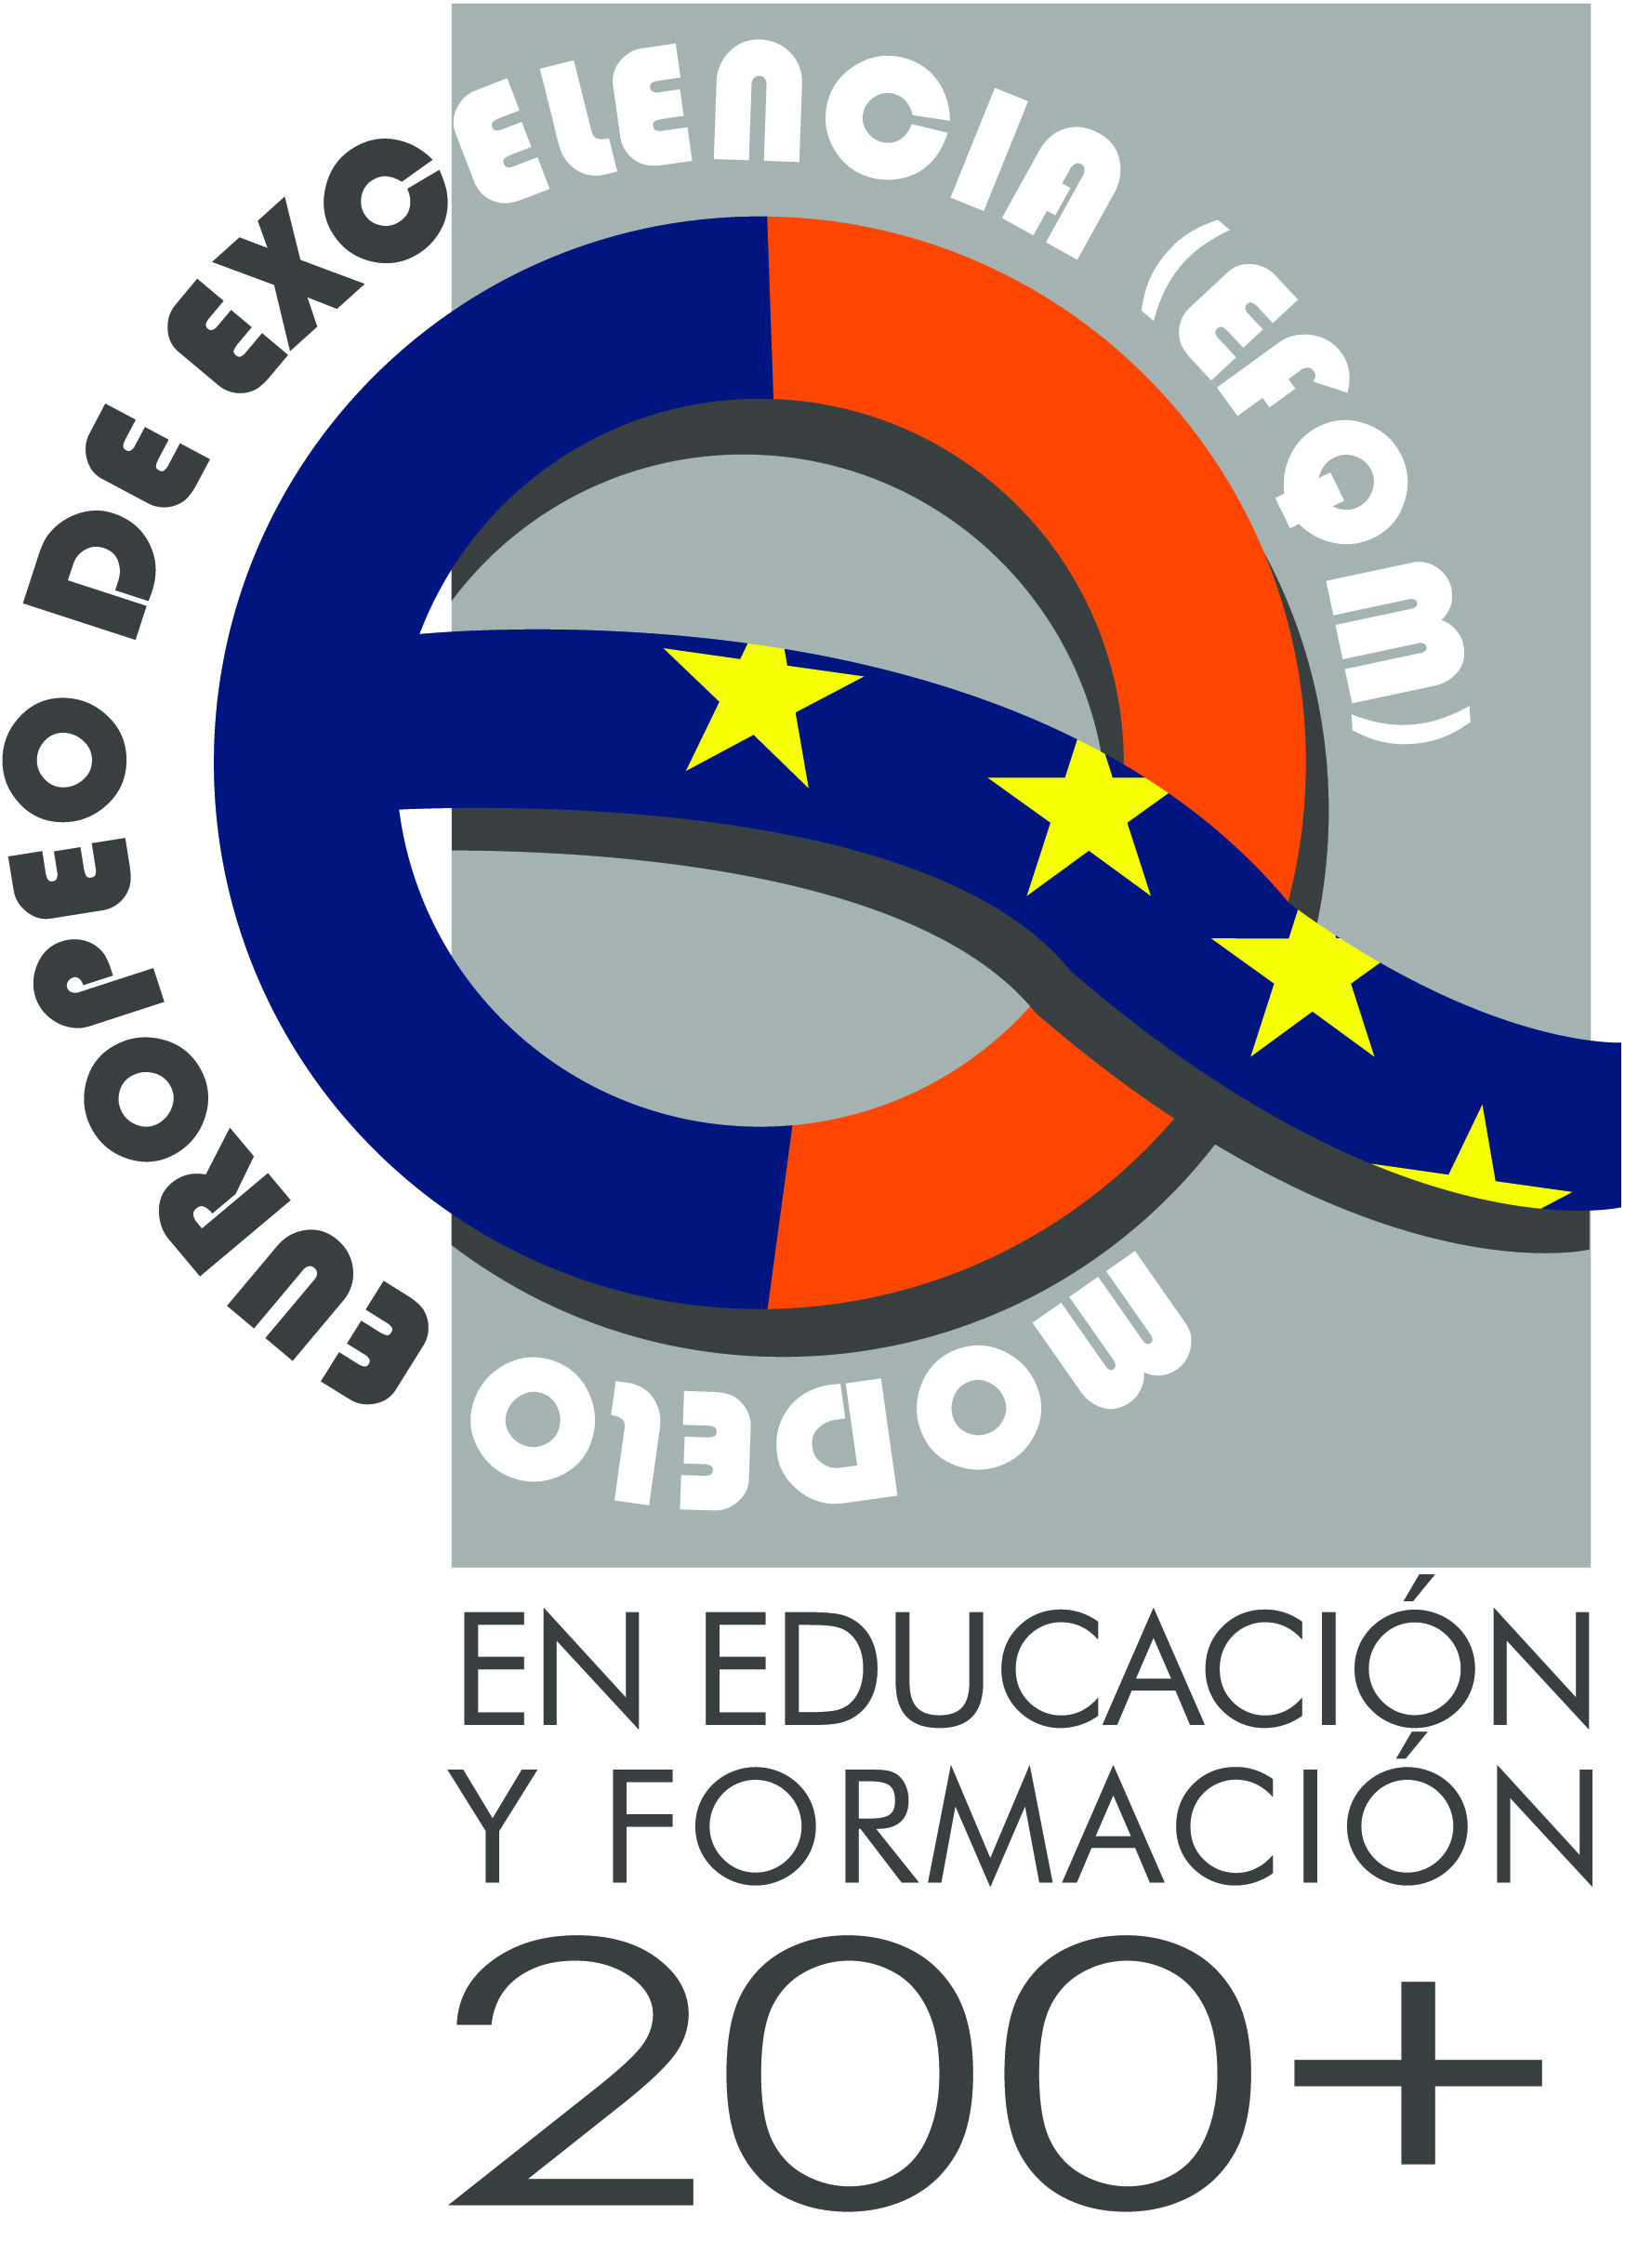 MODELO EUROPEO DE EXCELENCIA (EFQM)
EN EDUCACIÓN
Y FORMACIÓN
200+